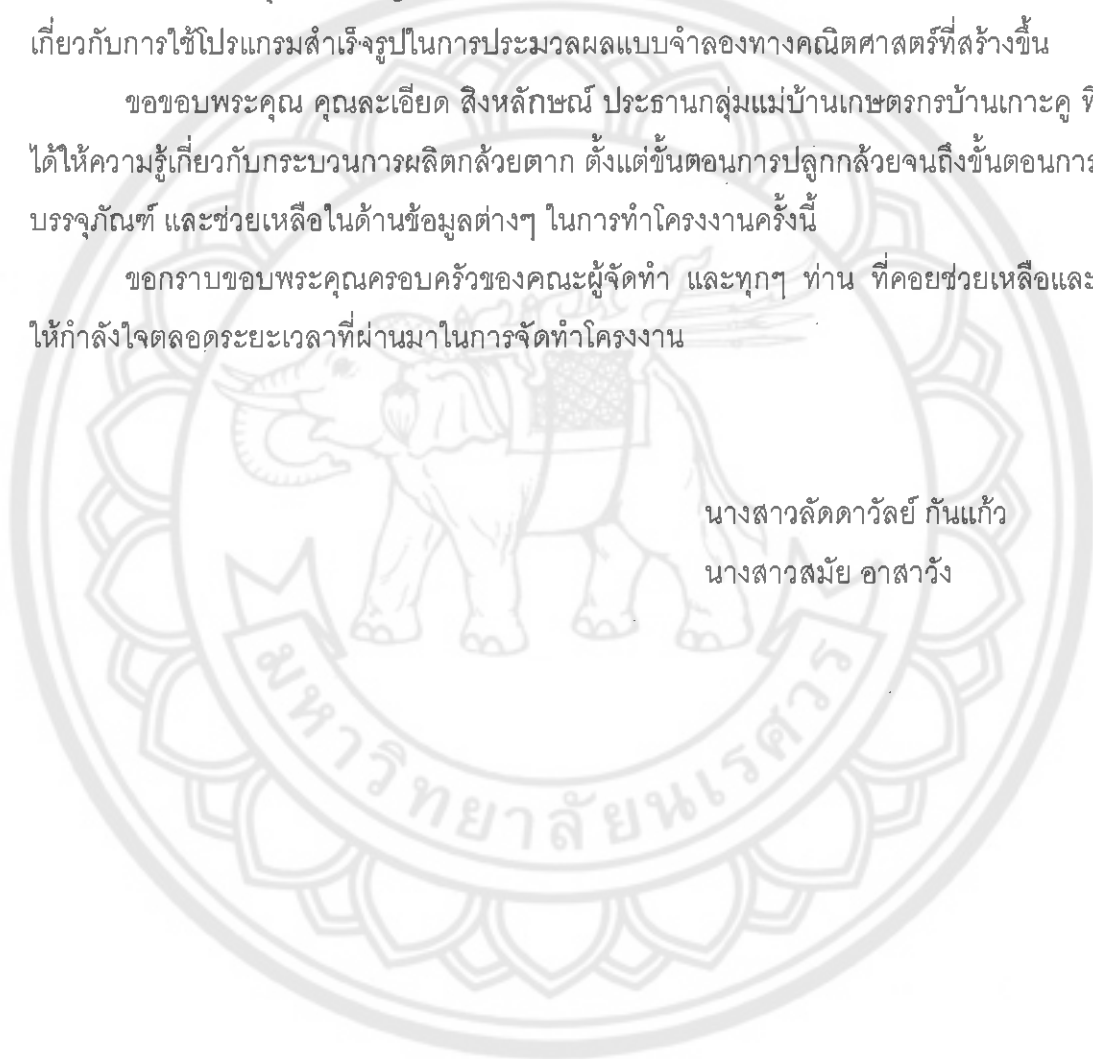 เกี่ยวกับการใช้โปรแกรมสำเร็จรูปในการประมวลผลแบบจำลองทางคณิตศาสตร์ที่สร้างขึ้น
ขอขอบพระคุณ คุณละเอียด สิงหลักษณ์ ประธานกลุ่มแม่บ้านเกษตรกรบ้านเกาะคู
ได้ให้ความรู้เกี่ยวกับกระบวนการผลิตกล้วยตาก ตั้งแต่ขั้นตอนการปลูกกล้วยจนถึงขั้นตอนการ
บรรจุภัณฑ์ และช่วยเหลือในด้านข้อมูลต่างๆ ในการทำโครงงานครั้งนี้
ขอกราบขอบพระคุณครอบครัวของคณะผู้จัดทำ และทุกๆ ท่าน ที่คอยช่วยเหลือและ
ให้กำลังใจตลอดระยะเวลาที่ผ่านมาในการจัดทำโครงงาน
นางสาวลัดดาวัลย์ กันแก้ว
นางสาวสมัย อาสาวัง
มหาวิทยาลัยนเรศวร